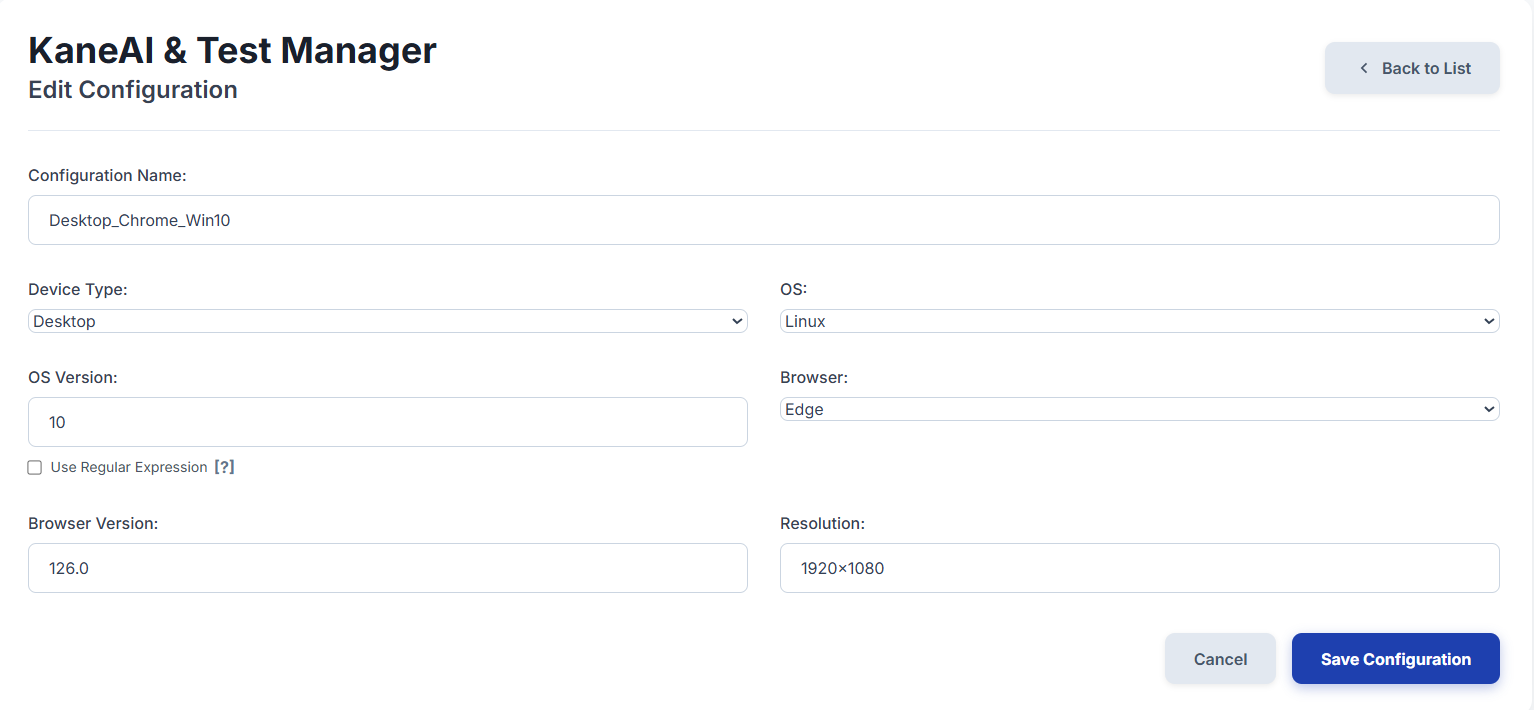 KaneAI & Test Manager
Edit Configuration
Back to List
Configuration Name:
Desktop_Chrome_Win10
Device Type:
OS:
Desktop
Linux
OS Version:
Browser:
10
Edge
Use Regular Expression [?]
Browser Version:
Resolution:
126.0
1920×1080
Cancel
Save Configuration